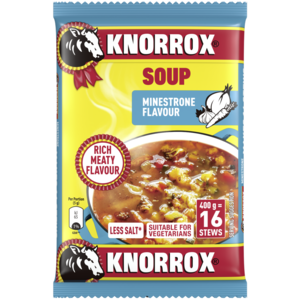 KNORROX
SOUP
MINESTRONE
FLAVOUR
RICH
MEATY
FLAVOUR
400 g =
16
STEWS
LESS SALT*
SUITABLE FOR
VEGETARIANS
KNORROX